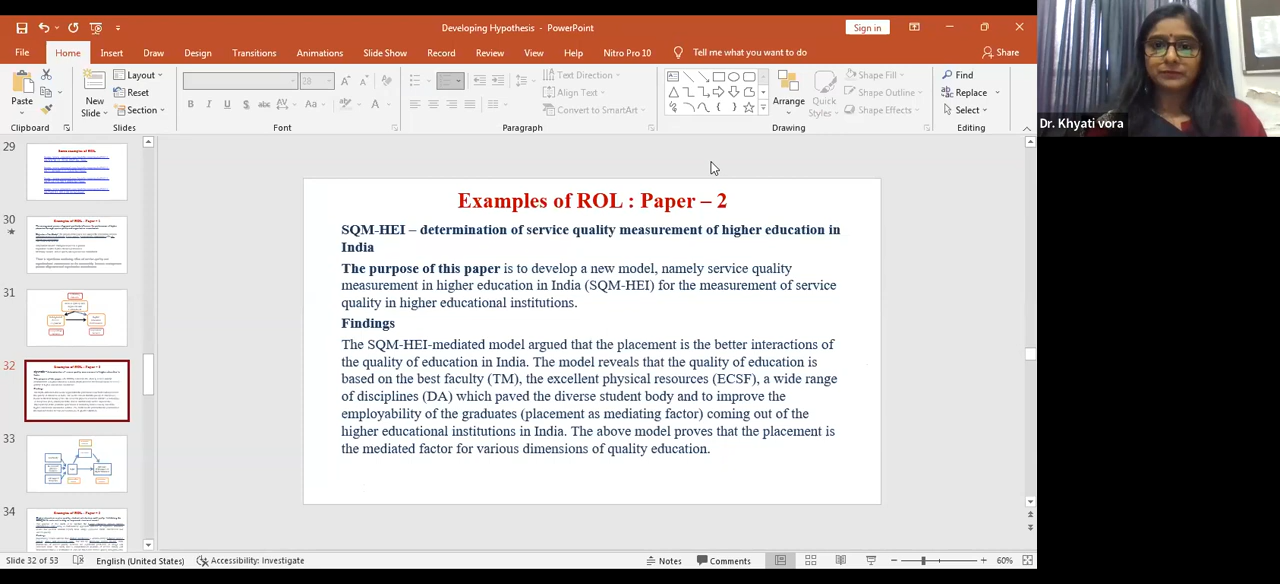 Developing Hypothesis - PowerPoint
Sign in
File Home Insert Draw Design Transitions Animations Slide Show Record Review View Help Nitro Pro 10 Tell me what you want to do Share
Paste
Clipboard
New
Slide
Layout
Reset
Section
Slides
28
B I U S abc AV Aa A
Font
Text Direction
Align Text
Convert to SmartArt
Paragraph
Arrange
Quick
Styles
Shape Fill
Shape Outline
Shape Effects
Drawing
Find
Replace
Select
Editing
Dr. Khyati vora
29
30
31
32
33
34
Examples of ROL : Paper – 2
SQM-HEI – determination of service quality measurement of higher education in
India
The purpose of this paper is to develop a new model, namely service quality
measurement in higher education in India (SQM-HEI) for the measurement of service
quality in higher educational institutions.
Findings
The SQM-HEI-mediated model argued that the placement is the better interactions of
the quality of education in India. The model reveals that the quality of education is
based on the best faculty (TM), the excellent physical resources (ECSF), a wide range
of disciplines (DA) which paved the diverse student body and to improve the
employability of the graduates (placement as mediating factor) coming out of the
higher educational institutions in India. The above model proves that the placement is
the mediated factor for various dimensions of quality education.
Slide 32 of 53 English (United States) Accessibility: Investigate Notes Comments 60%